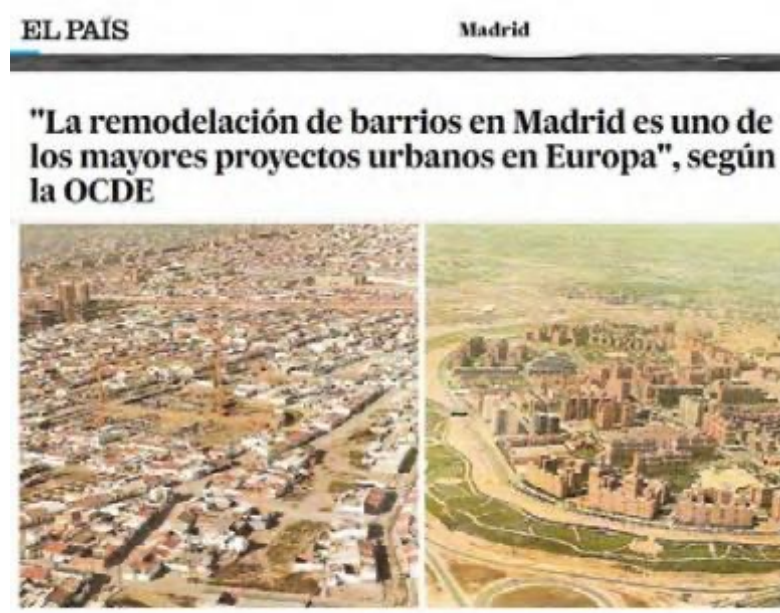 EL PAÍS
Madrid
"La remodelación de barrios en Madrid es uno de
los mayores proyectos urbanos en Europa", según
la OCDE